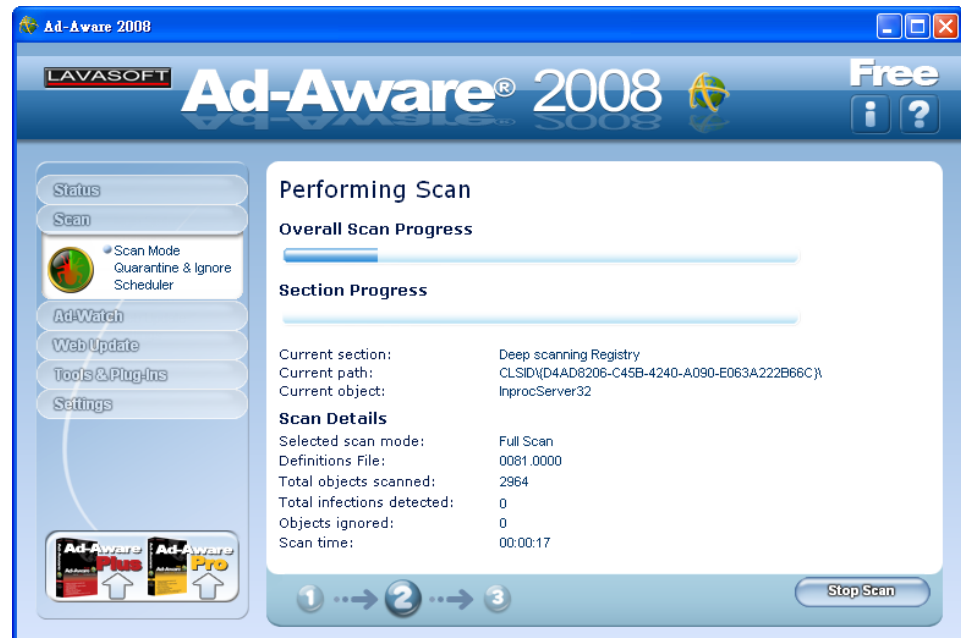 Ad-Aware 2008
LAVASOFT
Ad-Aware® 2008
Free
i ?
Status
Scan
Scan Mode
Quarantine & Ignore
Scheduler
Ad-Watch
Web Update
Tools & Plug-Ins
Settings
Ad-Aware Plus
Ad-Aware Pro
Performing Scan
Overall Scan Progress
Section Progress
Current section: Deep scanning Registry
Current path: CLSID\{D4AD8206-C45B-4240-A090-E063A222B66C}\
Current object: InprocServer32
Scan Details
Selected scan mode: Full Scan
Definitions File: 0081.0000
Total objects scanned: 2964
Total infections detected: 0
Objects ignored: 0
Scan time: 00:00:17
1 2 3
Stop Scan